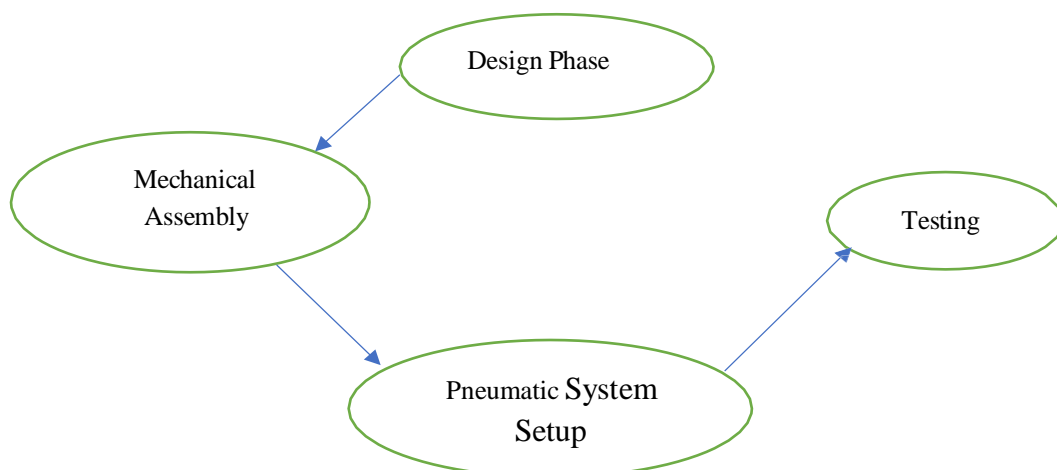 Design Phase
Mechanical
Assembly
Testing
Pneumatic System
Setup